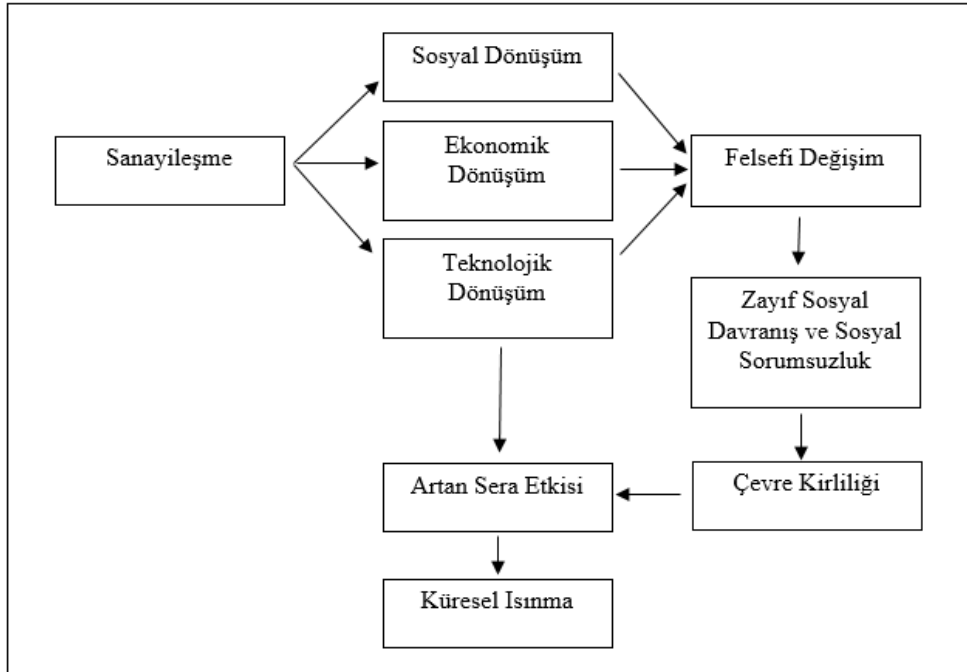 Sosyal Dönüşüm
Sanayileşme
Ekonomik
Dönüşüm
Felsefi Değişim
Teknolojik
Dönüşüm
Zayıf Sosyal
Davranış ve Sosyal
Sorumsuzluk
Artan Sera Etkisi
Çevre Kirliliği
Küresel Isınma